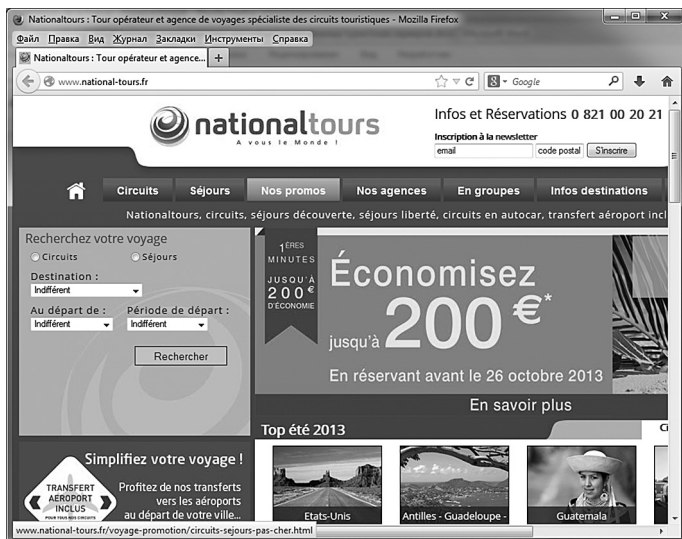 Nationaltours : Tour opérateur et agence de voyages spécialiste des circuits touristiques - Mozilla Firefox
Файл Правка Вид Журнал Закладки Инструменты Справка
Nationaltours : Tour opérateur et agence... +
www.national-tours.fr
Google
nationaltours
A vous le Monde !
Infos et Réservations 0 821 00 20 21
Inscription à la newsletter
email code postal S'inscrire
Circuits Séjours Nos promos Nos agences En groupes Infos destinations
Nationaltours, circuits, séjours découverte, séjours liberté, circuits en autocar, transfert aéroport incl
Recherchez votre voyage
Circuits Séjours
Destination :
Indifférent
Au départ de : Période de départ :
Indifférent Indifférent
Rechercher
1ÈRES
MINUTES
JUSQU'À
200€
D'ÉCONOMIE
Économisez
jusqu'à 200€*
En réservant avant le 26 octobre 2013
En savoir plus
Simplifiez votre voyage !
TRANSFERT
AEROPORT
INCLUS
POUR TOUS NOS CIRCUITS
Profitez de nos transferts
vers les aéroports
au départ de votre ville...
Top été 2013
Ci
Etats-Unis
Antilles - Guadeloupe -
Guatemala
www.national-tours.fr/voyage-promotion/circuits-sejours-pas-cher.html